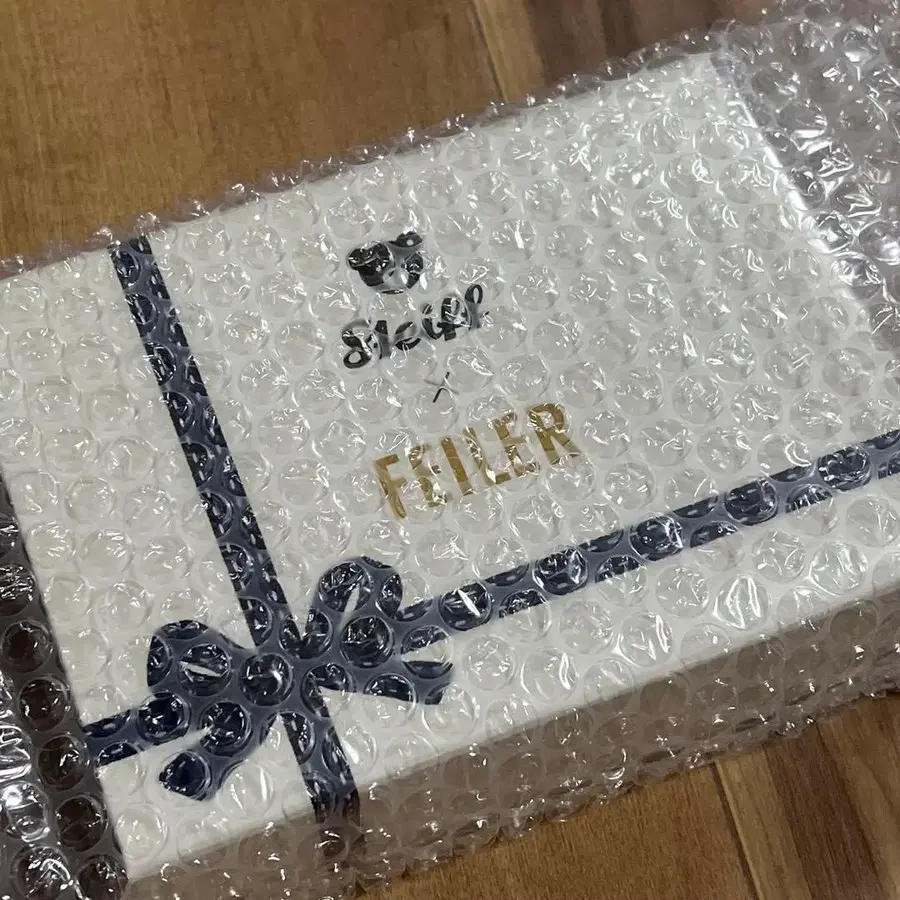 Steiff
×
FEILER